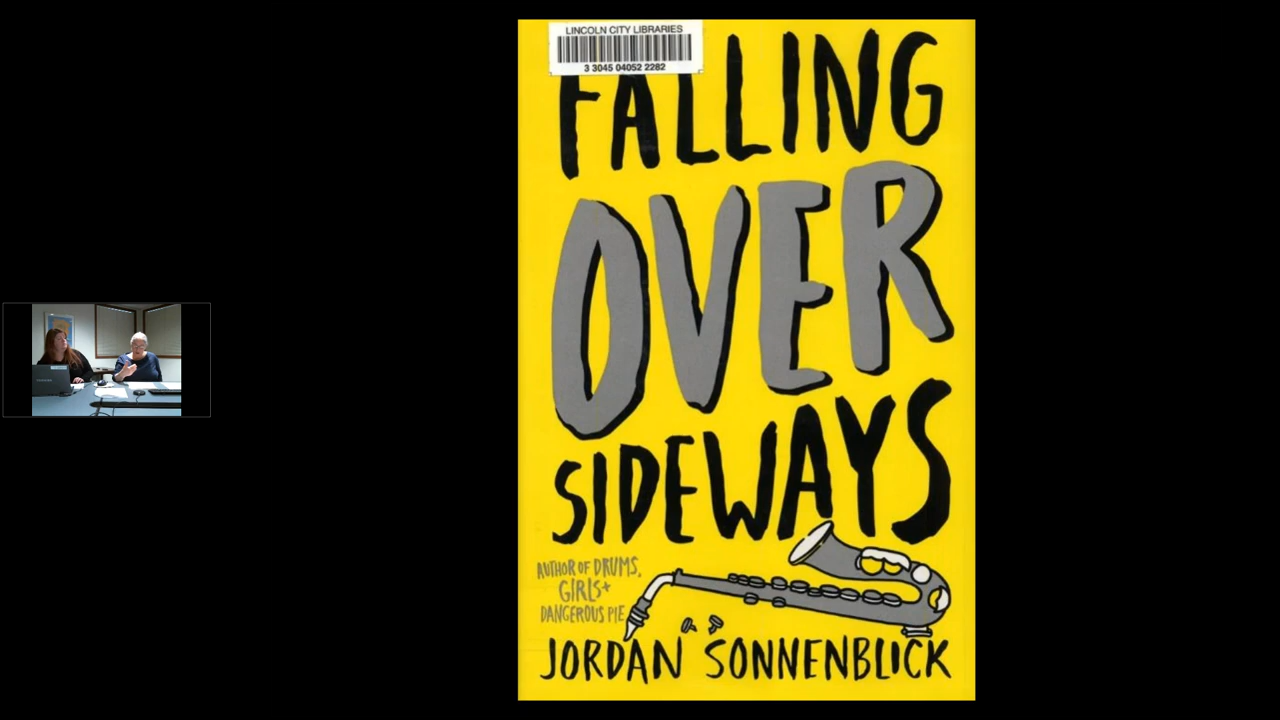 LINCOLN CITY LIBRARIES
3 3045 04052 2282
FALLING
OVER
SIDEWAYS
AUTHOR OF DRUMS,
GIRLS+
DANGEROUS PIE
JORDAN SONNENBLICK